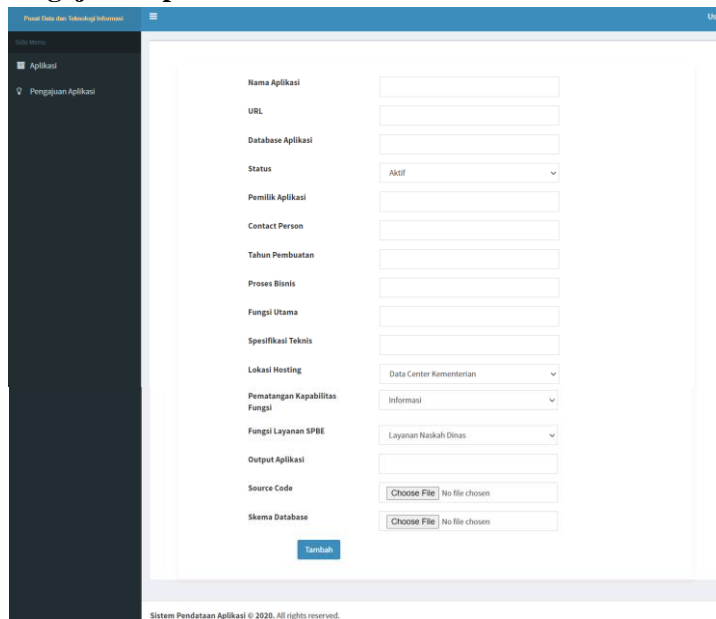 Pusat Data dan Teknologi Informasi
Side Menu
Aplikasi
Pengajuan Aplikasi
Nama Aplikasi
URL
Database Aplikasi
Status
Aktif
Pemilik Aplikasi
Contact Person
Tahun Pembuatan
Proses Bisnis
Fungsi Utama
Spesifikasi Teknis
Lokasi Hosting
Data Center Kementerian
Pematangan Kapabilitas
Fungsi
Informasi
Fungsi Layanan SPBE
Layanan Naskah Dinas
Output Aplikasi
Source Code
Choose File No file chosen
Skema Database
Choose File No file chosen
Tambah
Sistem Pendataan Aplikasi © 2020. All rights reserved.